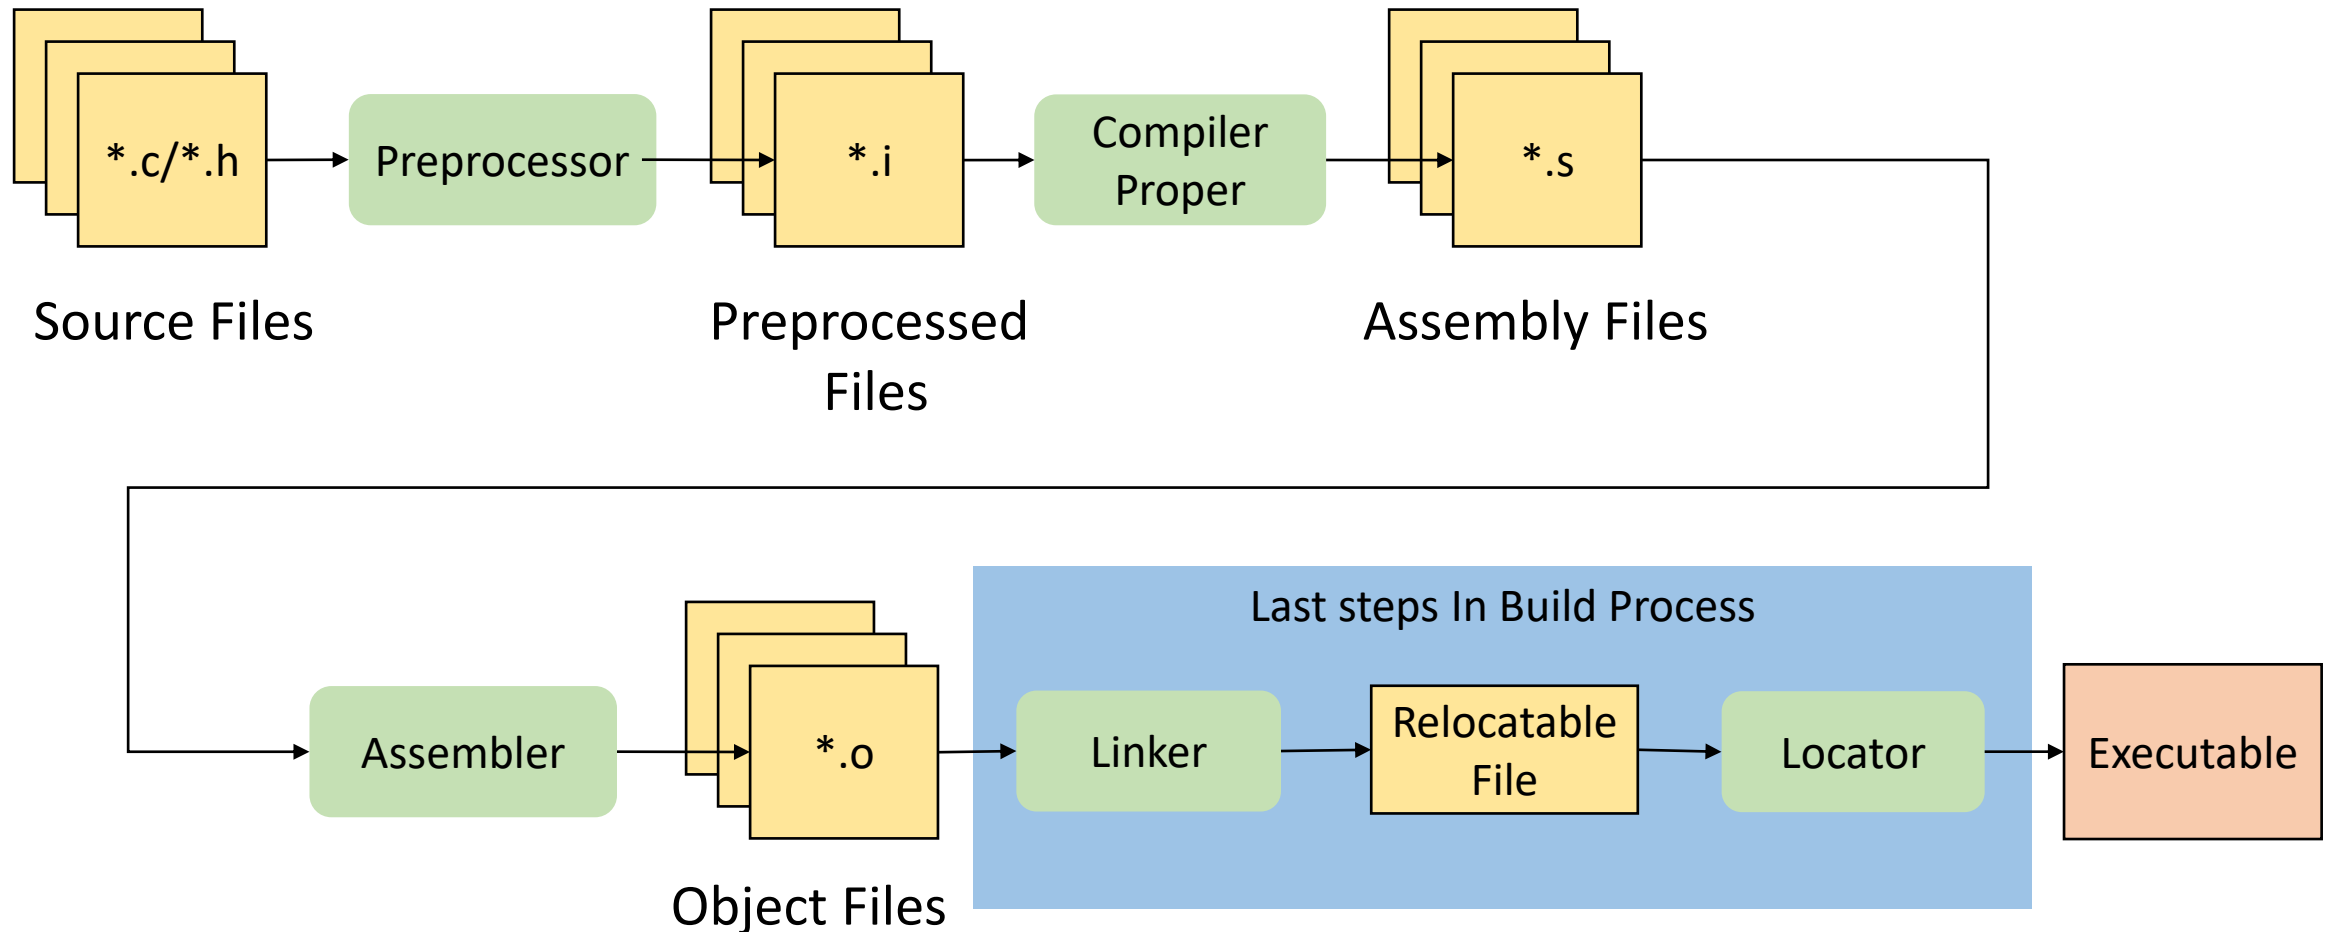 *.c/*.h
Preprocessor
*.i
Compiler
Proper
*.s
Source Files
Preprocessed
Files
Assembly Files
Last steps In Build Process
Assembler
*.o
Linker
Relocatable
File
Locator
Executable
Object Files